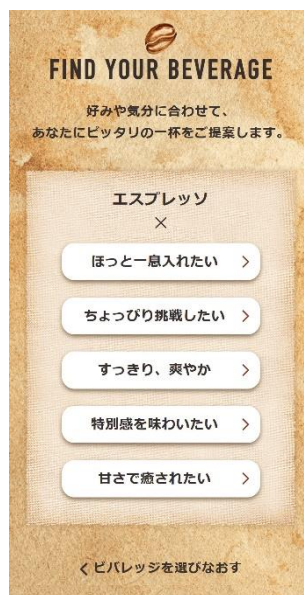 FIND YOUR BEVERAGE
好みや気分に合わせて、
あなたにピッタリの一杯をご提案します。
エスプレッソ
×
ほっと一息入れたい
ちょっぴり挑戦したい
すっきり、爽やか
特別感を味わいたい
甘さで癒されたい
ビバレッジを選びなおす